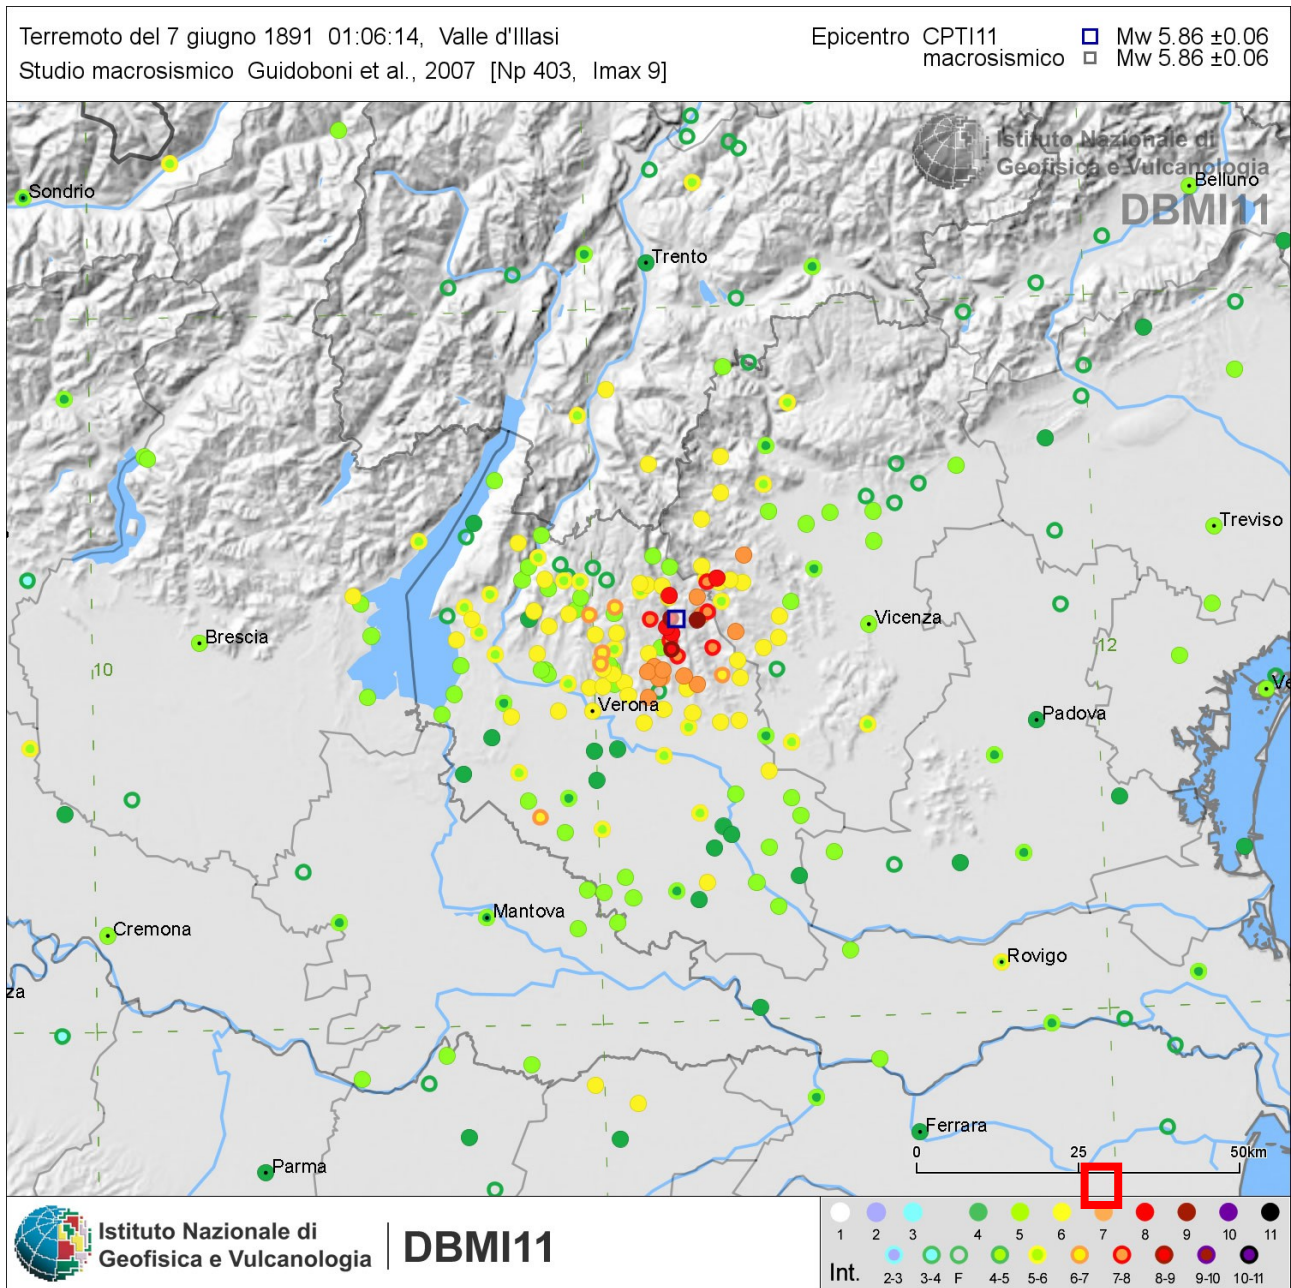 Terremoto del 7 giugno 1891 01:06:14, Valle d'Illasi
Studio macrosismico Guidoboni et al., 2007 [Np 403, Imax 9]
Epicentro CPTI11 Mw 5.86 ±0.06
macrosismico Mw 5.86 ±0.06
Istituto Nazionale di
Geofisica e Vulcanologia
DBMI11
Sondrio
Belluno
Trento
Treviso
Brescia
Vicenza
10
12
Ve
Verona
Padova
Mantova
Cremona
Rovigo
za
Ferrara
Parma
0 25 50km
Istituto Nazionale di
Geofisica e Vulcanologia
DBMI11
1 2 3 4 5 6 7 8 9 10 11
Int. 2-3 3-4 F 4-5 5-6 6-7 7-8 8-9 9-10 10-11